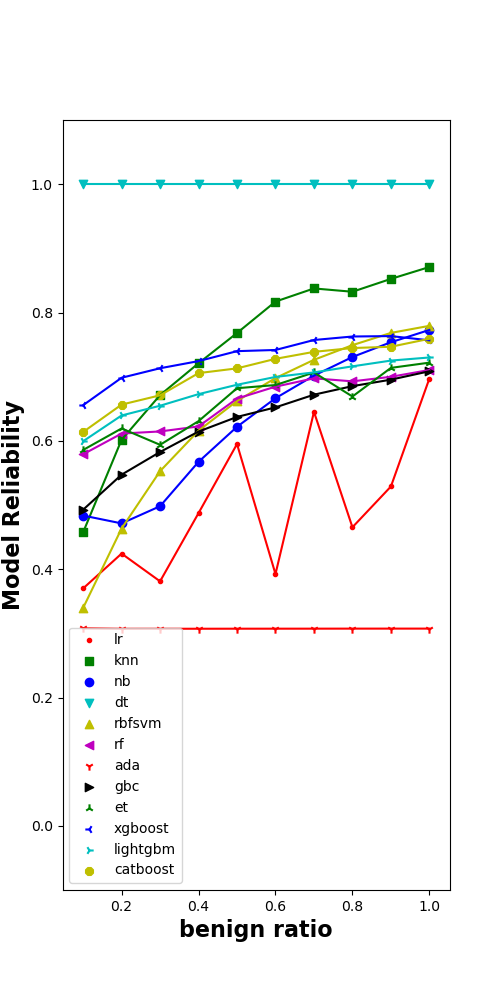 1.0
0.8
0.6
0.4
0.2
0.0
Model Reliability
lr
knn
nb
dt
rbfsvm
rf
ada
gbc
et
xgboost
lightgbm
catboost
0.2 0.4 0.6 0.8 1.0
benign ratio